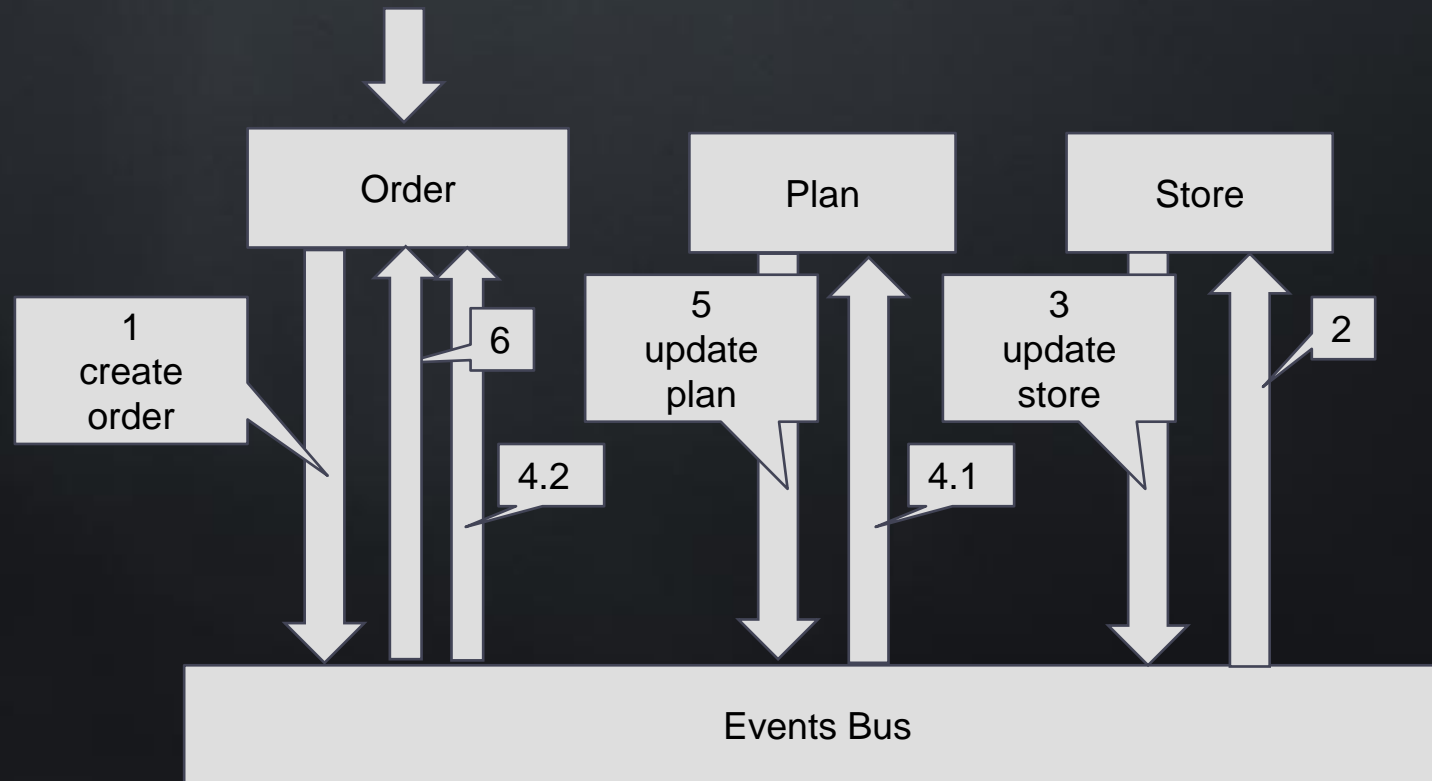 Order
Plan
Store
1
create
order
6
5
update
plan
3
update
store
2
4.2
4.1
Events Bus